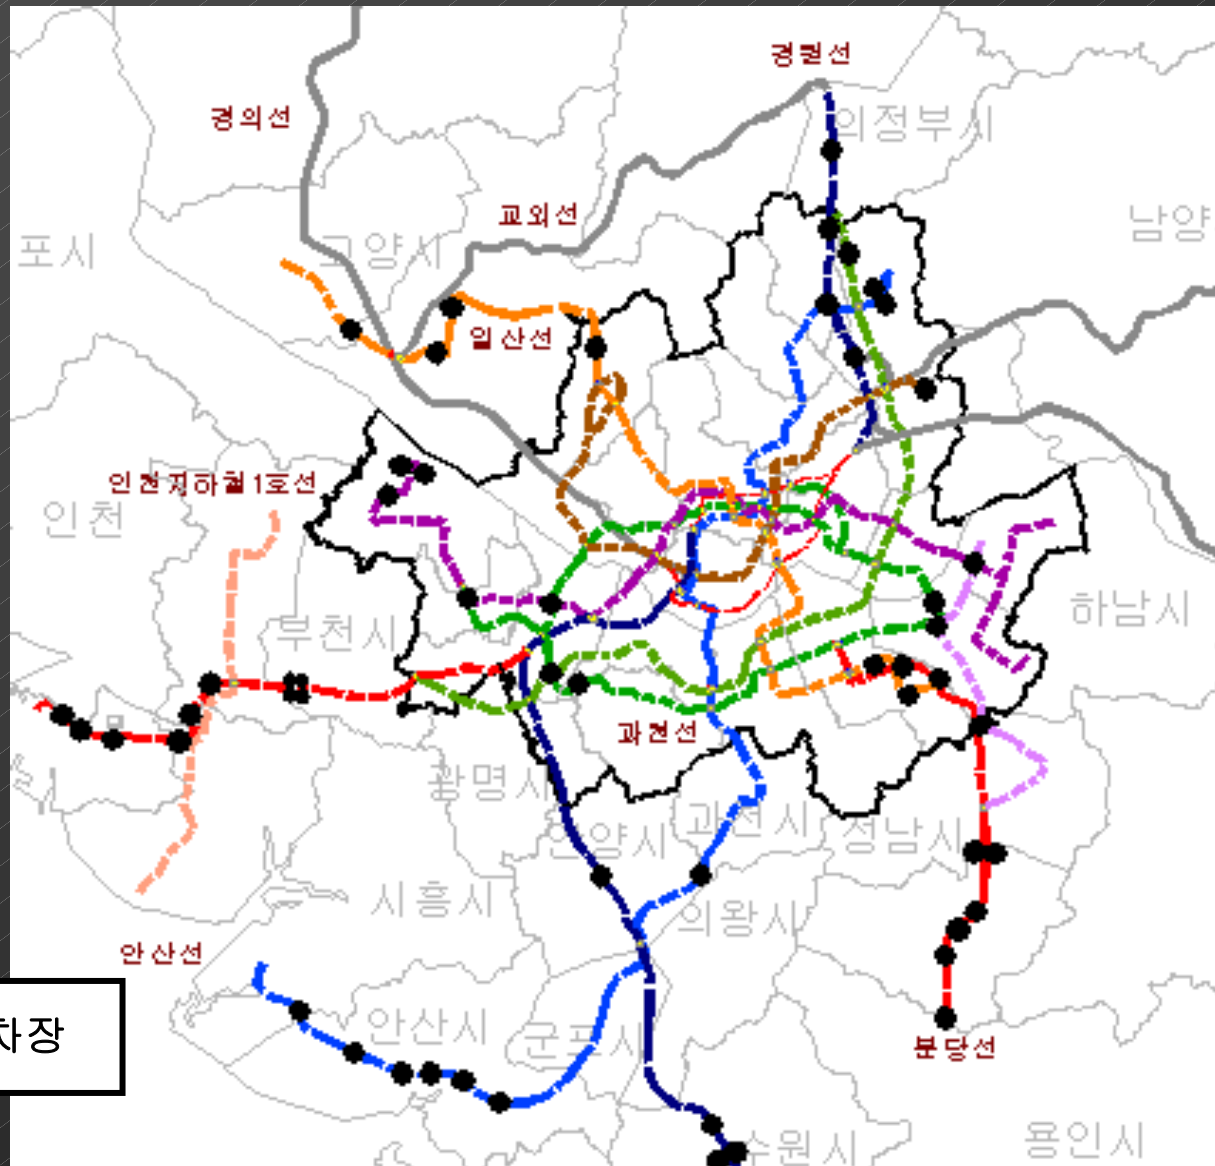 경원선
경의선
의정부시
교외선
남양
포시
고양시
일산선
인천지하철1호선
인천
하남시
부천시
과천선
광명시
안양시
과천시
성남시
시흥시
의왕시
안산선
안산시
군포시
차장
분당선
수원시
용인시